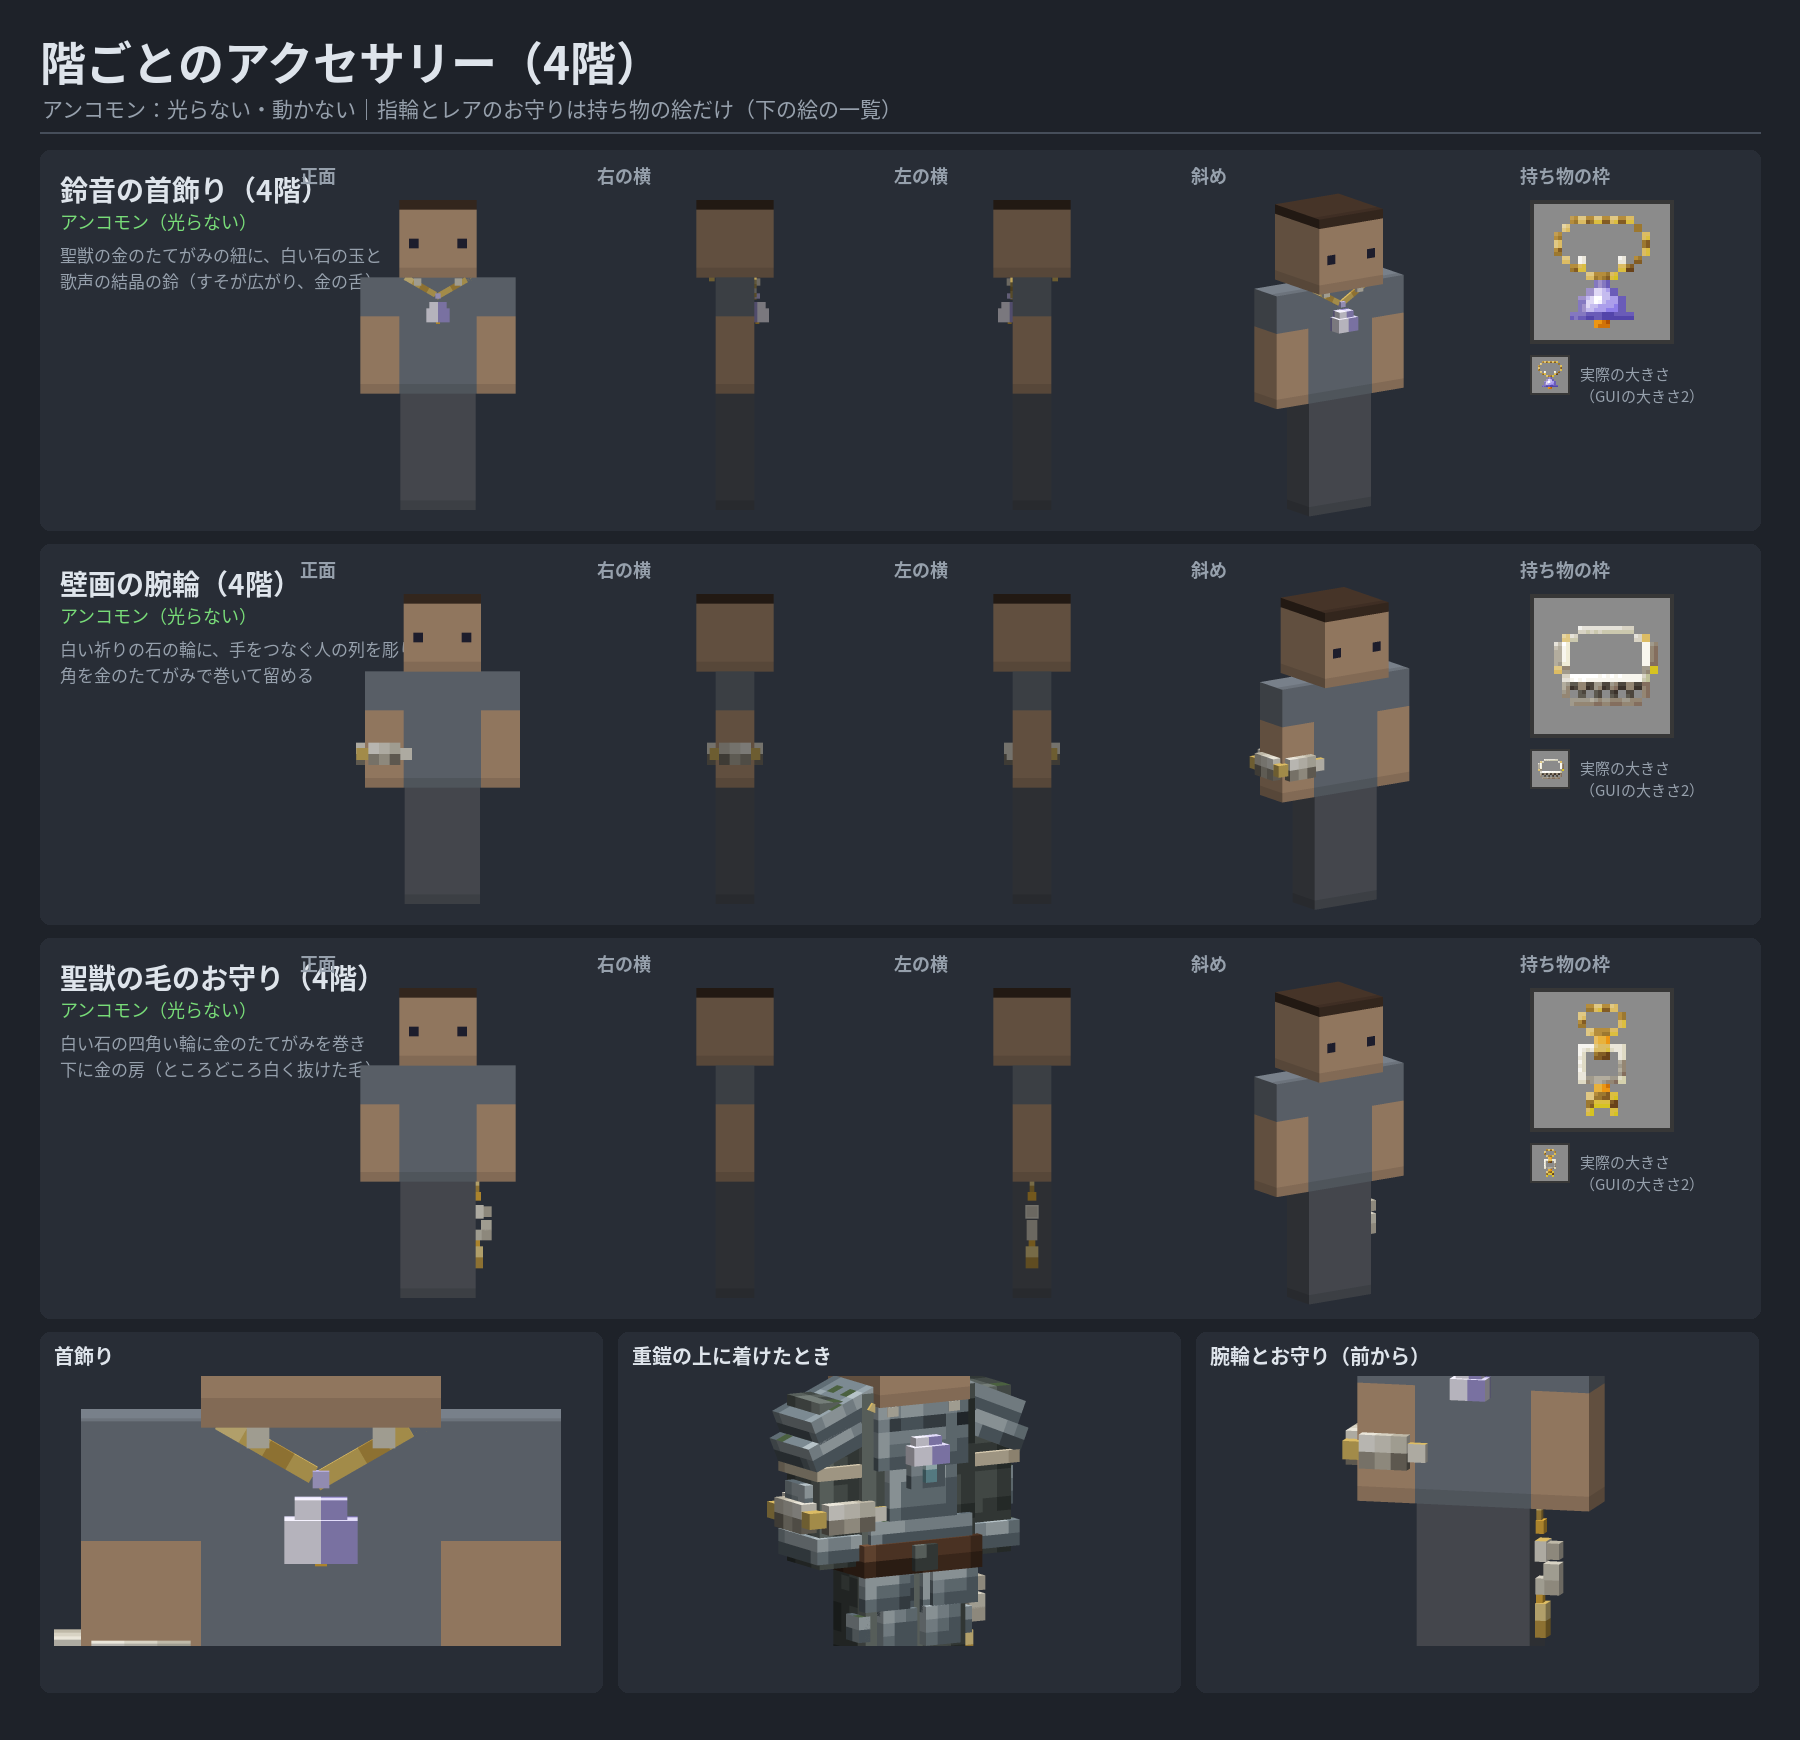 階ごとのアクセサリー（4階）
アンコモン：光らない・動かない｜指輪とレアのお守りは持ち物の絵だけ（下の絵の一覧）
鈴音の首飾り（4階）
正面
右の横
左の横
斜め
持ち物の枠
アンコモン（光らない）
聖獣の金のたてがみの紐に、白い石の玉と
歌声の結晶の鈴（すそが広がり、金の舌）
実際の大きさ
（GUIの大きさ2）
壁画の腕輪（4階）
正面
右の横
左の横
斜め
持ち物の枠
アンコモン（光らない）
白い祈りの石の輪に、手をつなぐ人の列を彫り
角を金のたてがみで巻いて留める
実際の大きさ
（GUIの大きさ2）
聖獣の毛のお守り（4階）
正面
右の横
左の横
斜め
持ち物の枠
アンコモン（光らない）
白い石の四角い輪に金のたてがみを巻き
下に金の房（ところどころ白く抜けた毛）
実際の大きさ
（GUIの大きさ2）
首飾り
重鎧の上に着けたとき
腕輪とお守り（前から）